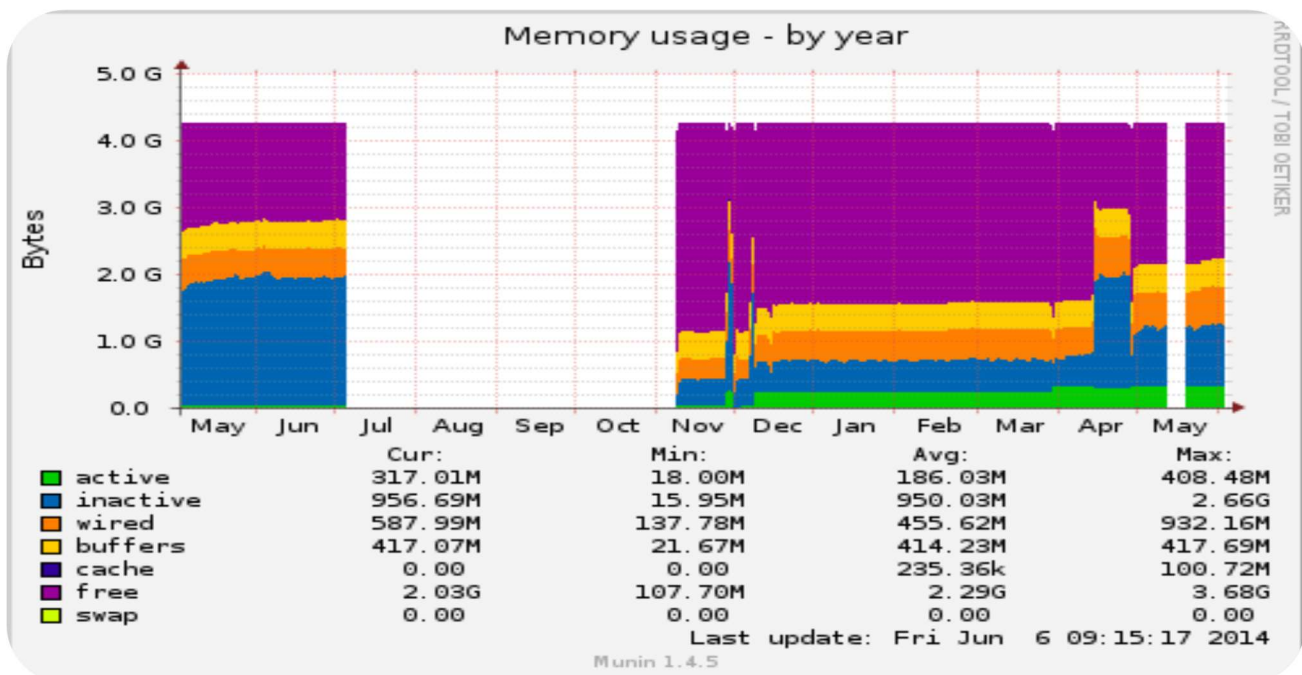 Memory usage - by year
RRDTOOL / TOBI OETIKER
Bytes
5.0 G
4.0 G
3.0 G
2.0 G
1.0 G
0.0
May Jun Jul Aug Sep Oct Nov Dec Jan Feb Mar Apr May
Cur: Min: Avg: Max:
active 317.01M 18.00M 186.03M 408.48M
inactive 956.69M 15.95M 950.03M 2.66G
wired 587.99M 137.78M 455.62M 932.16M
buffers 417.07M 21.67M 414.23M 417.69M
cache 0.00 0.00 235.36k 100.72M
free 2.03G 107.70M 2.29G 3.68G
swap 0.00 0.00 0.00 0.00
Last update: Fri Jun 6 09:15:17 2014
Munin 1.4.5